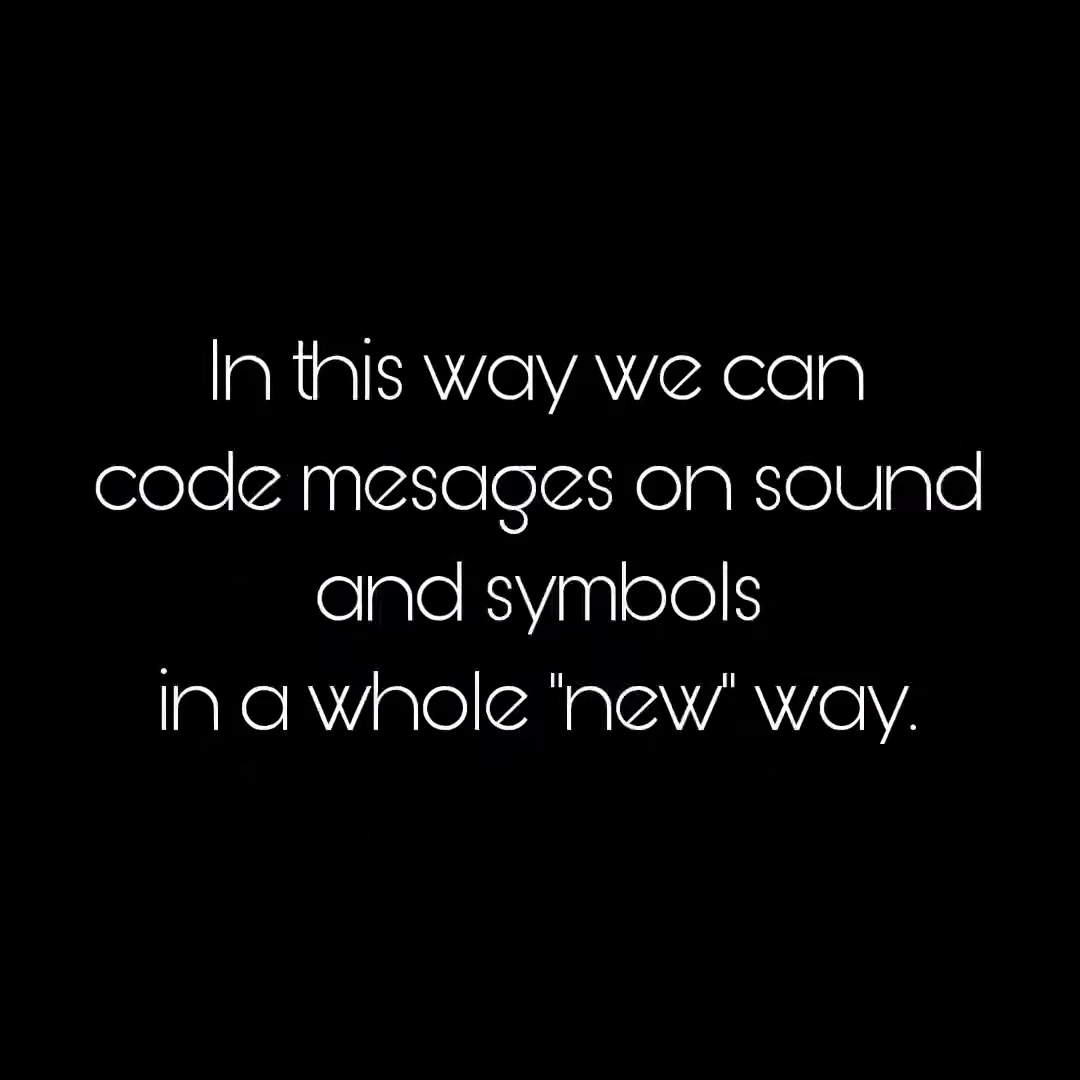 In this way we can
code mesages on sound
and symbols
in a whole "new" way.